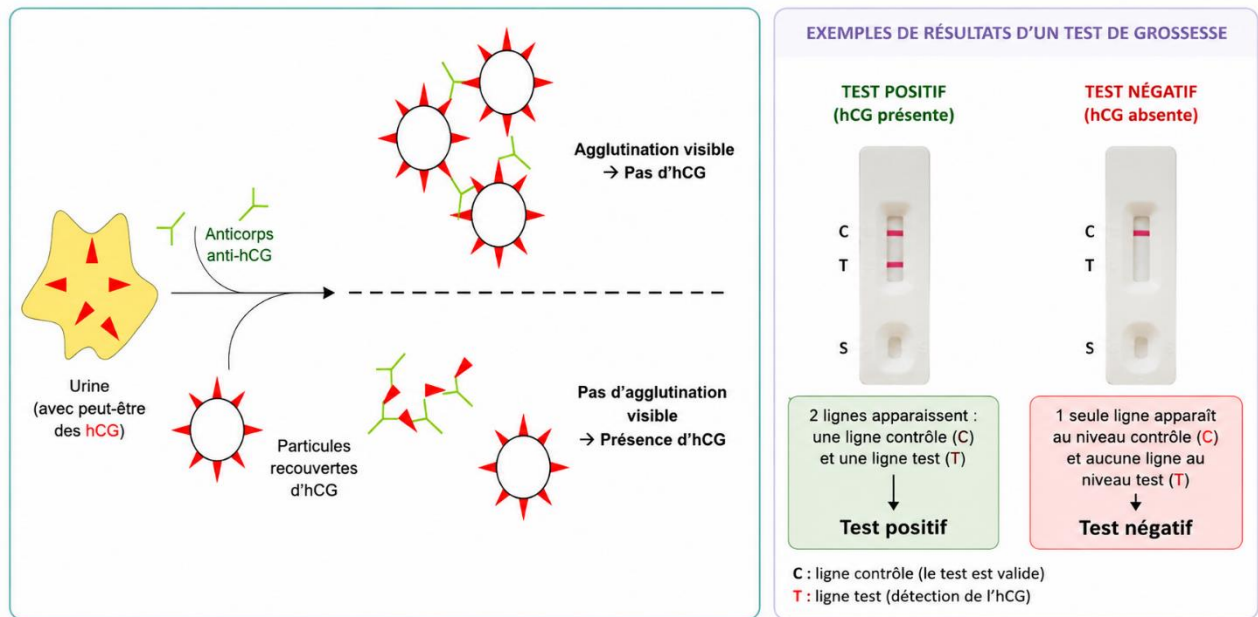 Agglutination visible
→ Pas d'hCG
Anticorps
anti-hCG
Urine
(avec peut-être
des hCG)
Particules
recouvertes
d'hCG
Pas d'agglutination
visible
→ Présence d'hCG
EXEMPLES DE RÉSULTATS D'UN TEST DE GROSSESSE
TEST POSITIF
(hCG présente)
C
T
S
2 lignes apparaissent :
une ligne contrôle (C)
et une ligne test (T)
Test positif
TEST NÉGATIF
(hCG absente)
C
T
S
1 seule ligne apparaît
au niveau contrôle (C)
et aucune ligne au
niveau test (T)
Test négatif
C : ligne contrôle (le test est valide)
T : ligne test (détection de l'hCG)